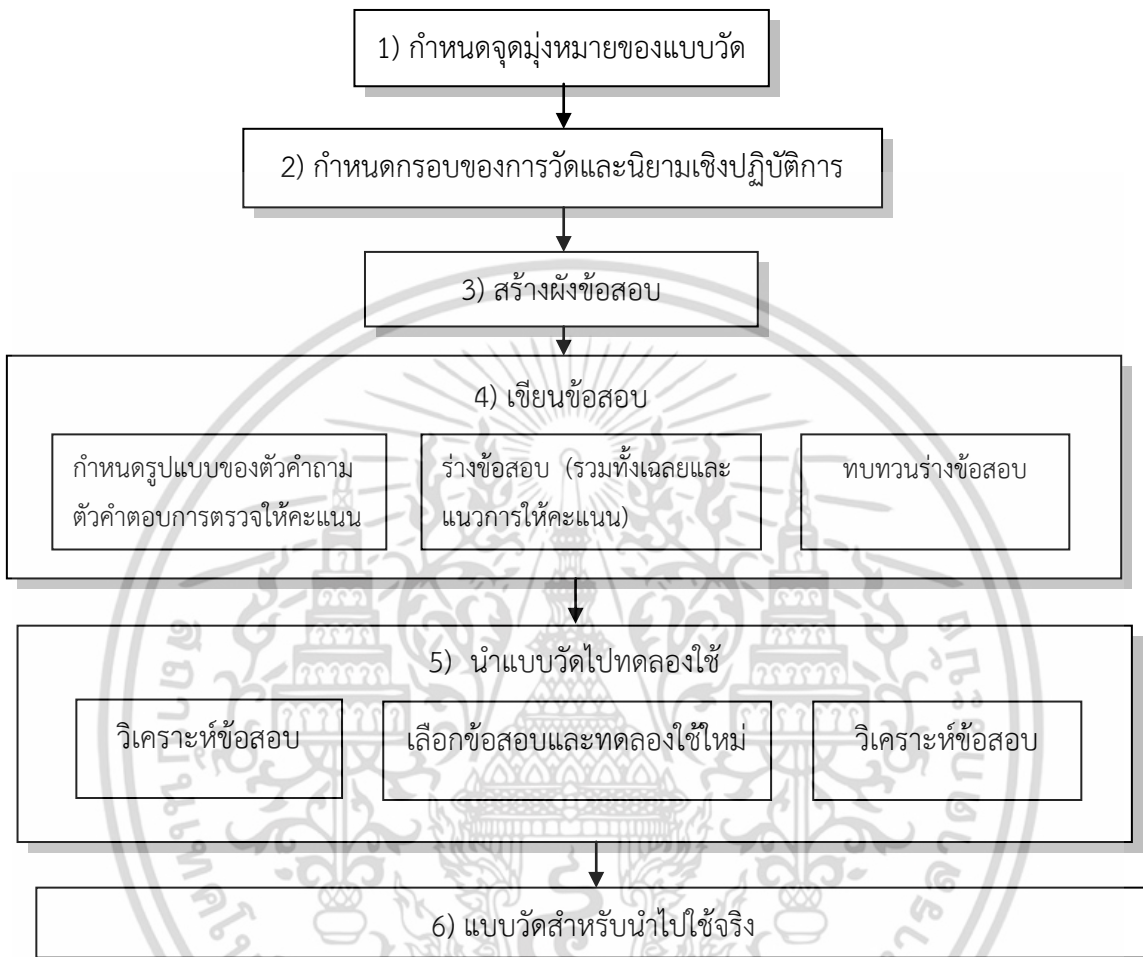 1) กำหนดจุดมุ่งหมายของแบบวัด
2) กำหนดกรอบของการวัดและนิยามเชิงปฏิบัติการ
3) สร้างผังข้อสอบ
4) เขียนข้อสอบ
กำหนดรูปแบบของตัวคำถาม
ตัวคำตอบการตรวจให้คะแนน
ร่างข้อสอบ (รวมทั้งเฉลยและ
แนวการให้คะแนน)
ทบทวนร่างข้อสอบ
5) นำแบบวัดไปทดลองใช้
วิเคราะห์ข้อสอบ
เลือกข้อสอบและทดลองใช้ใหม่
วิเคราะห์ข้อสอบ
6) แบบวัดสำหรับนำไปใช้จริง